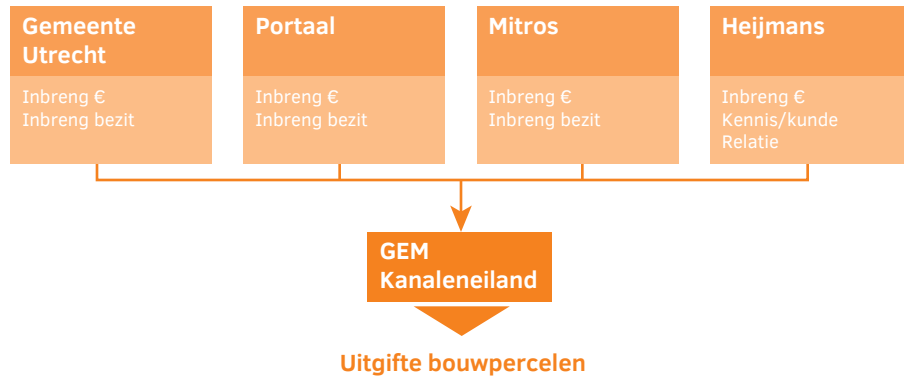 Gemeente
Utrecht
Inbreng €
Inbreng bezit
Portaal
Inbreng €
Inbreng bezit
Mitros
Inbreng €
Inbreng bezit
Heijmans
Inbreng €
Kennis/kunde
Relatie
GEM
Kanaleneiland
Uitgifte bouwpercelen